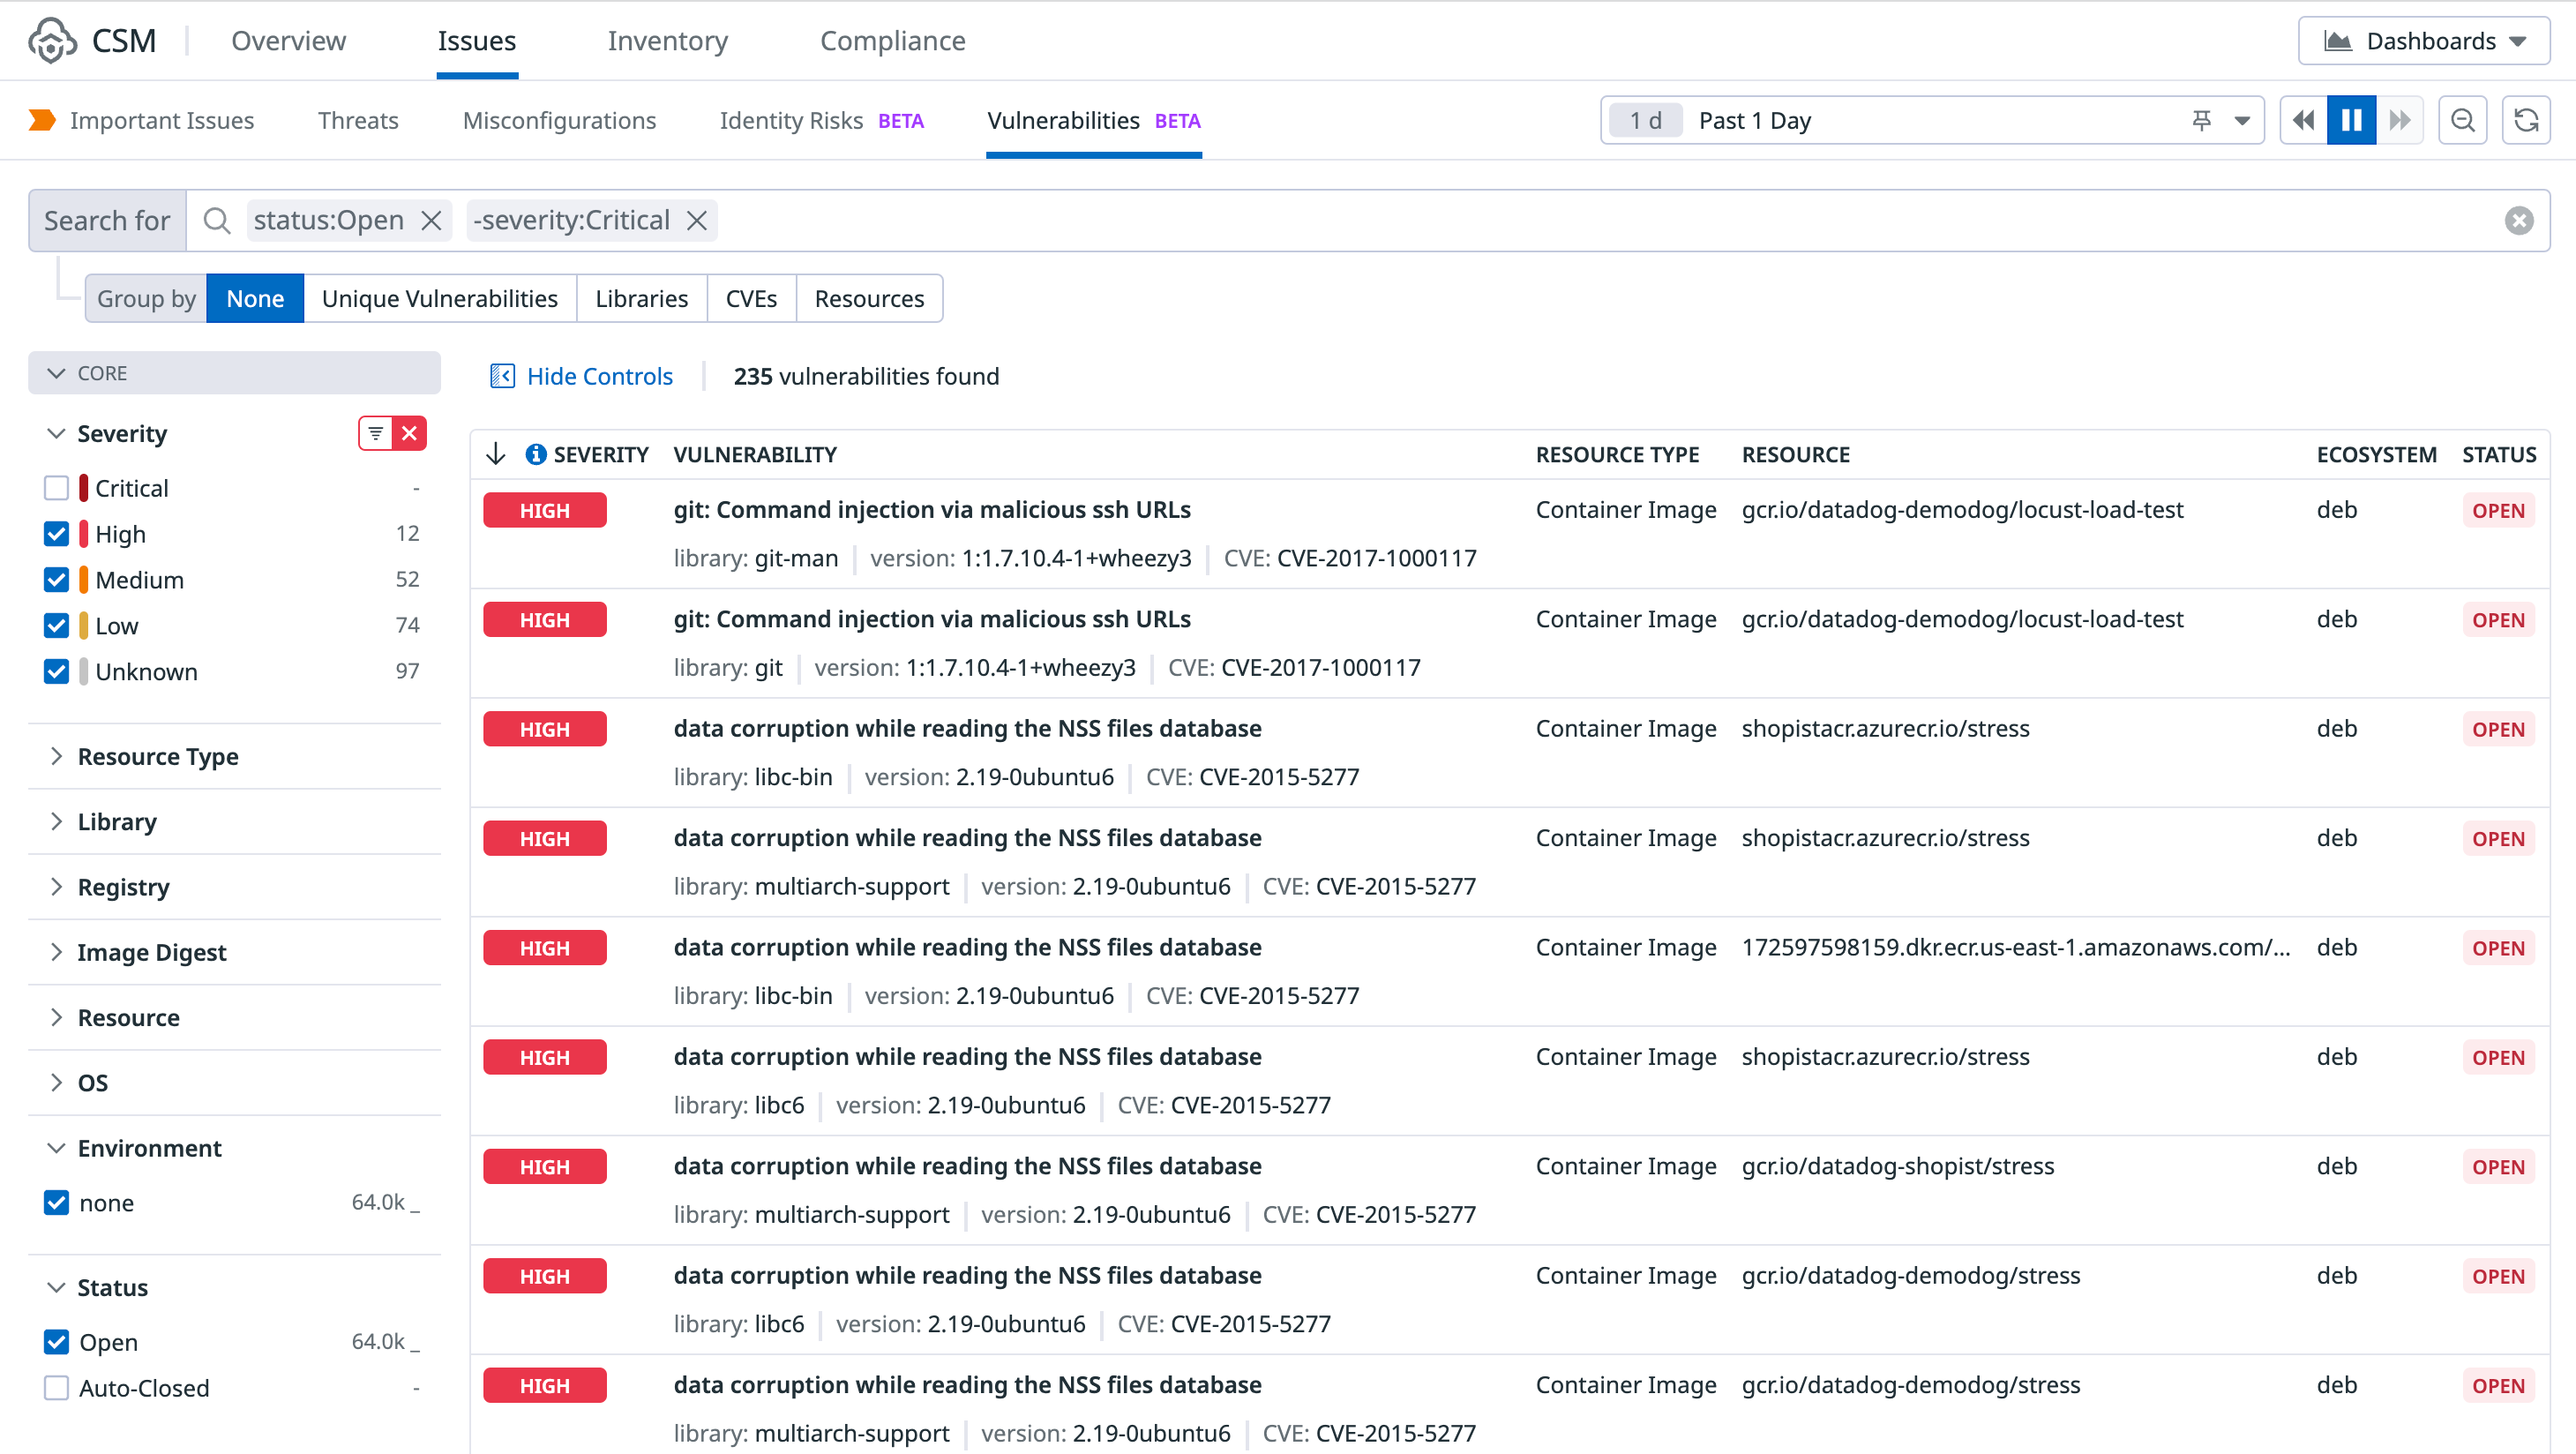 CSM Overview Issues Inventory Compliance Dashboards
Important Issues Threats Misconfigurations Identity Risks BETA Vulnerabilities BETA 1 d Past 1 Day
Search for status:Open -severity:Critical
Group by None Unique Vulnerabilities Libraries CVEs Resources
CORE
Severity
Critical -
High 12
Medium 52
Low 74
Unknown 97
Resource Type
Library
Registry
Image Digest
Resource
OS
Environment
none 64.0k _
Status
Open 64.0k _
Auto-Closed -
Hide Controls 235 vulnerabilities found
SEVERITY VULNERABILITY RESOURCE TYPE RESOURCE ECOSYSTEM STATUS
HIGH git: Command injection via malicious ssh URLs Container Image gcr.io/datadog-demodog/locust-load-test deb OPEN
library: git-man version: 1:1.7.10.4-1+wheezy3 CVE: CVE-2017-1000117
HIGH git: Command injection via malicious ssh URLs Container Image gcr.io/datadog-demodog/locust-load-test deb OPEN
library: git version: 1:1.7.10.4-1+wheezy3 CVE: CVE-2017-1000117
HIGH data corruption while reading the NSS files database Container Image shopistacr.azurecr.io/stress deb OPEN
library: libc-bin version: 2.19-0ubuntu6 CVE: CVE-2015-5277
HIGH data corruption while reading the NSS files database Container Image shopistacr.azurecr.io/stress deb OPEN
library: multiarch-support version: 2.19-0ubuntu6 CVE: CVE-2015-5277
HIGH data corruption while reading the NSS files database Container Image 172597598159.dkr.ecr.us-east-1.amazonaws.com/... deb OPEN
library: libc-bin version: 2.19-0ubuntu6 CVE: CVE-2015-5277
HIGH data corruption while reading the NSS files database Container Image shopistacr.azurecr.io/stress deb OPEN
library: libc6 version: 2.19-0ubuntu6 CVE: CVE-2015-5277
HIGH data corruption while reading the NSS files database Container Image gcr.io/datadog-shopist/stress deb OPEN
library: multiarch-support version: 2.19-0ubuntu6 CVE: CVE-2015-5277
HIGH data corruption while reading the NSS files database Container Image gcr.io/datadog-demodog/stress deb OPEN
library: libc6 version: 2.19-0ubuntu6 CVE: CVE-2015-5277
HIGH data corruption while reading the NSS files database Container Image gcr.io/datadog-demodog/stress deb OPEN
library: multiarch-support version: 2.19-0ubuntu6 CVE: CVE-2015-5277